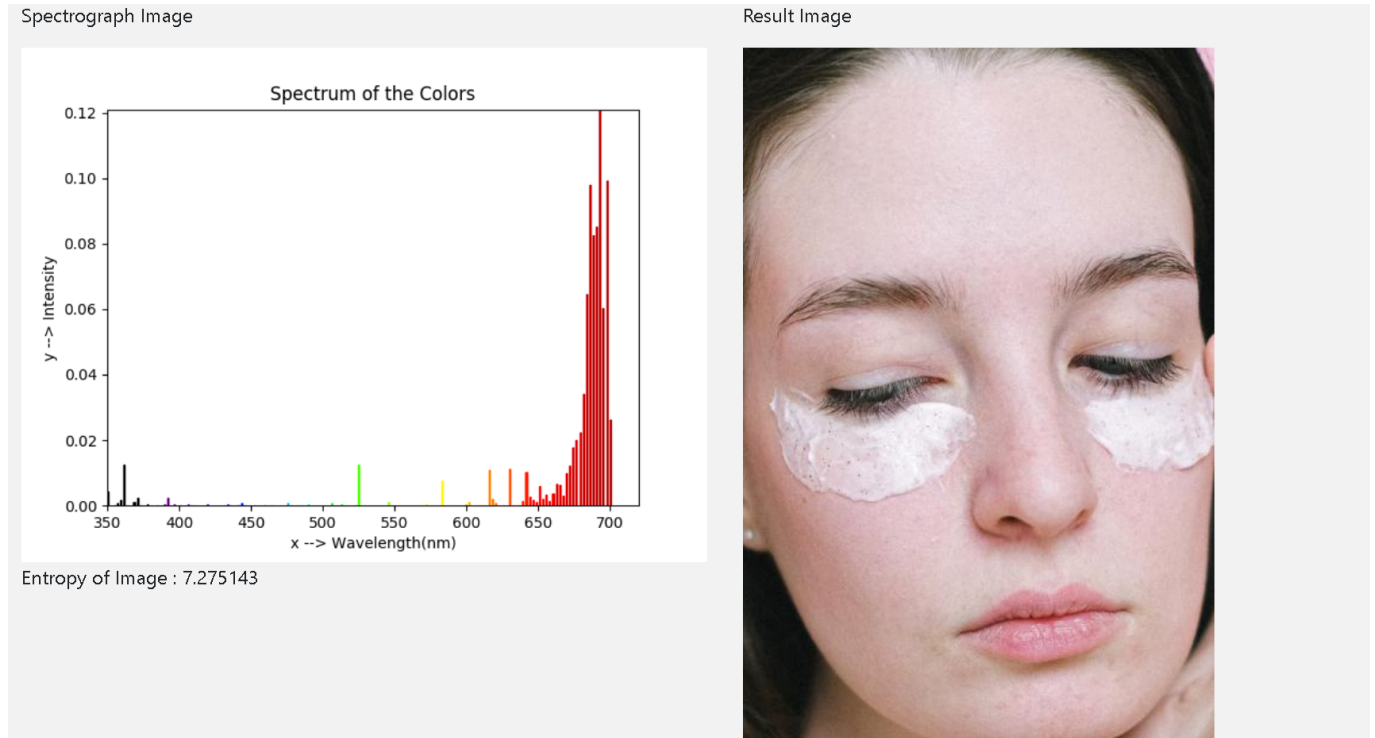 Spectrograph Image
Result Image
Spectrum of the Colors
0.12
0.10
0.08
0.06
0.04
0.02
0.00
y --> Intensity
350 400 450 500 550 600 650 700
x --> Wavelength(nm)
Entropy of Image : 7.275143